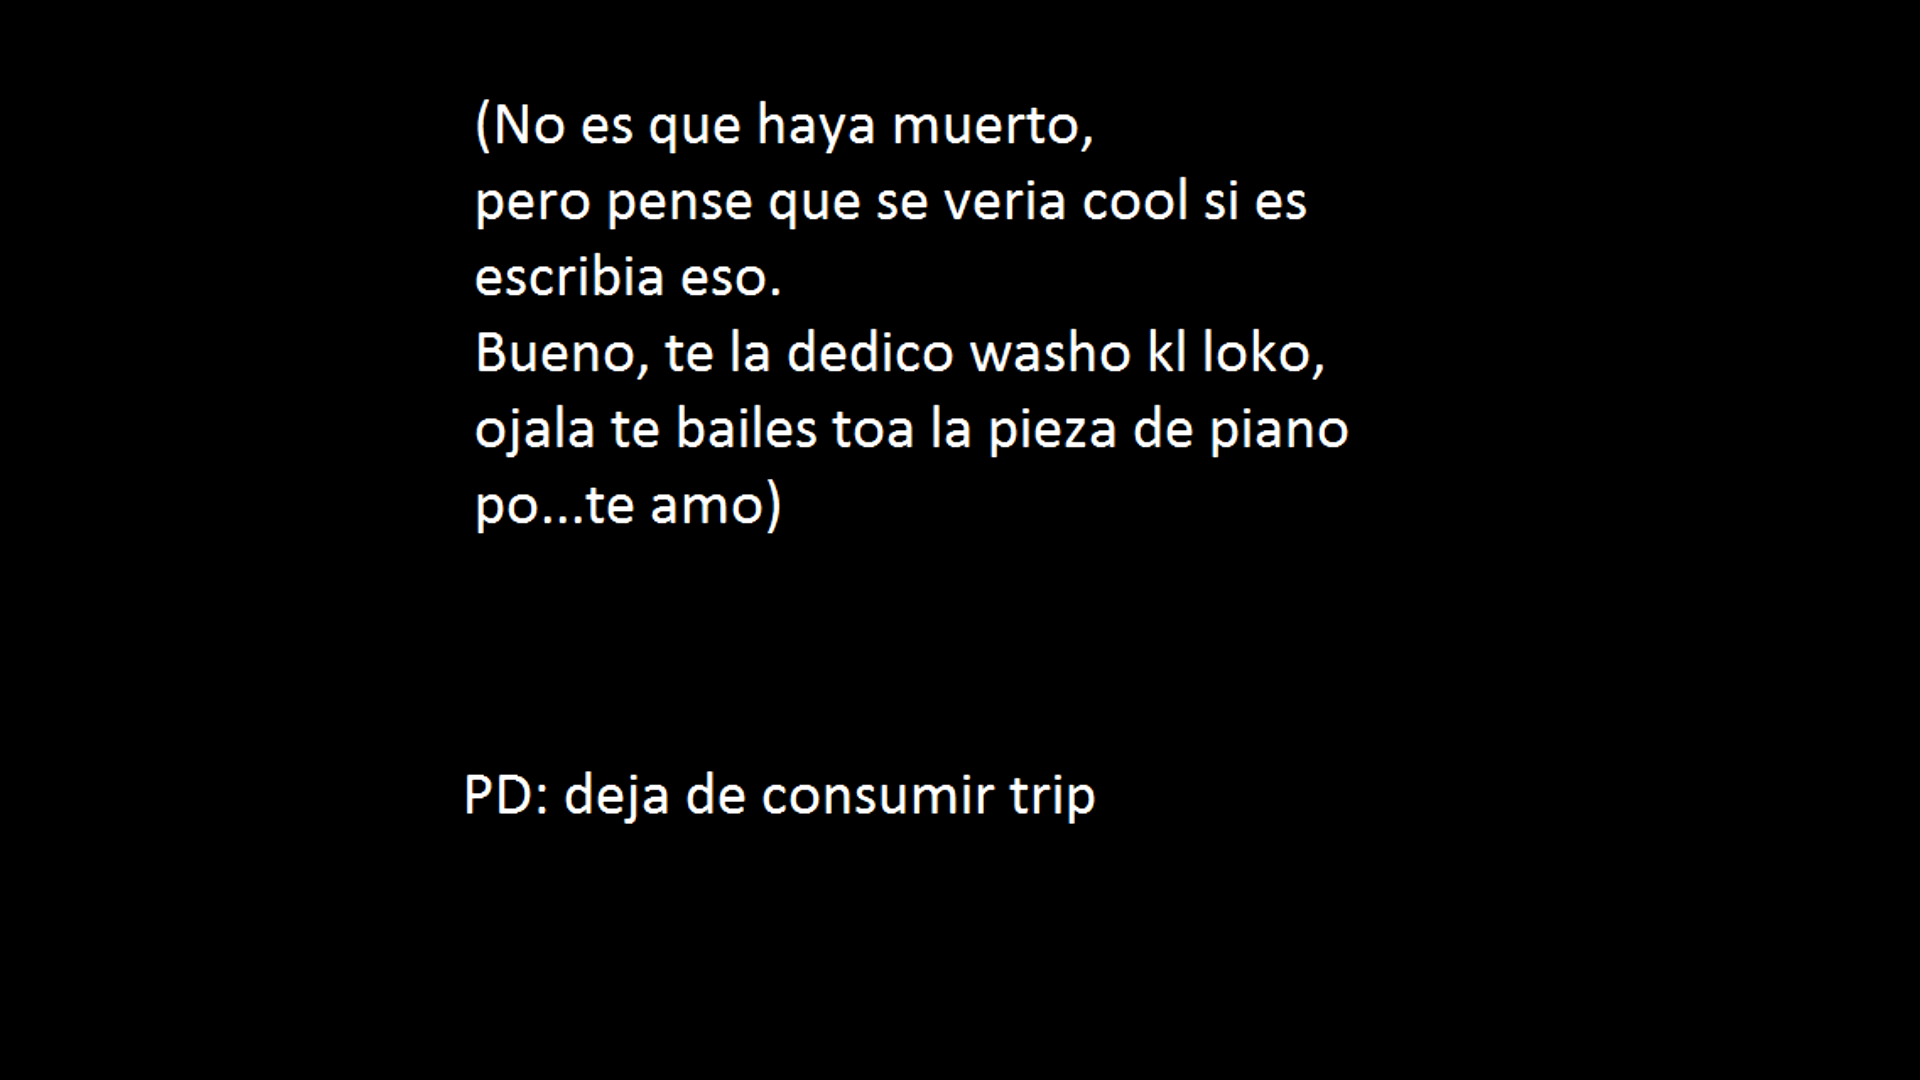 (No es que haya muerto,
pero pense que se veria cool si es
escribia eso.
Bueno, te la dedico washo kl loko,
ojala te bailes toa la pieza de piano
po...te amo)
PD: deja de consumir trip